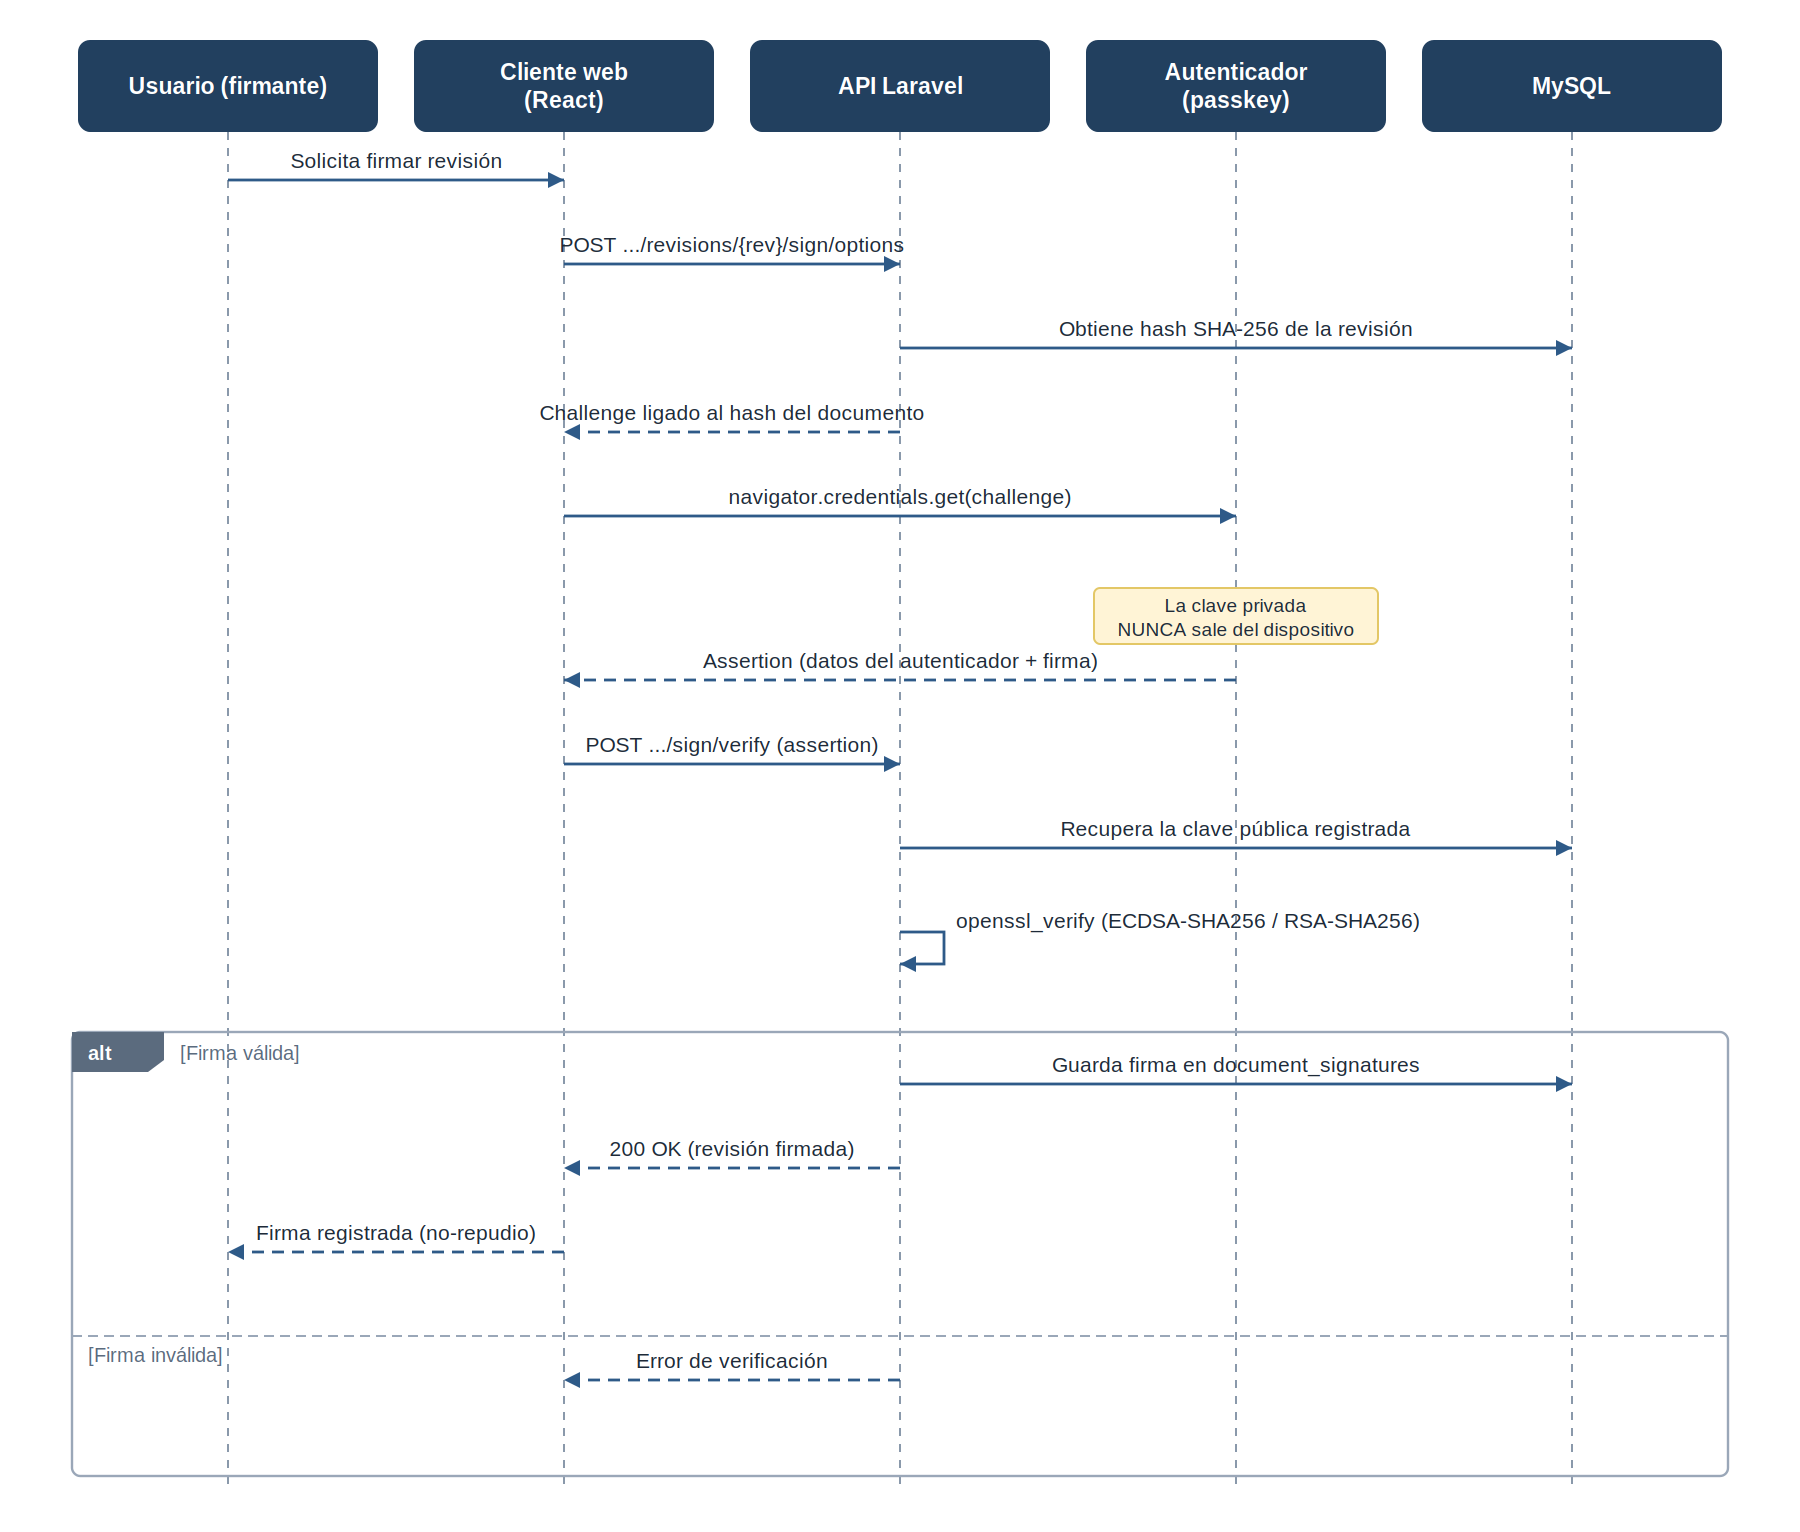 Usuario (firmante)
Cliente web
(React)
API Laravel
Autenticador
(passkey)
MySQL
Solicita firmar revisión
POST .../revisions/{rev}/sign/options
Obtiene hash SHA-256 de la revisión
Challenge ligado al hash del documento
navigator.credentials.get(challenge)
La clave privada
NUNCA sale del dispositivo
Assertion (datos del autenticador + firma)
POST .../sign/verify (assertion)
Recupera la clave pública registrada
openssl_verify (ECDSA-SHA256 / RSA-SHA256)
alt
[Firma válida]
Guarda firma en document_signatures
200 OK (revisión firmada)
Firma registrada (no-repudio)
[Firma inválida]
Error de verificación